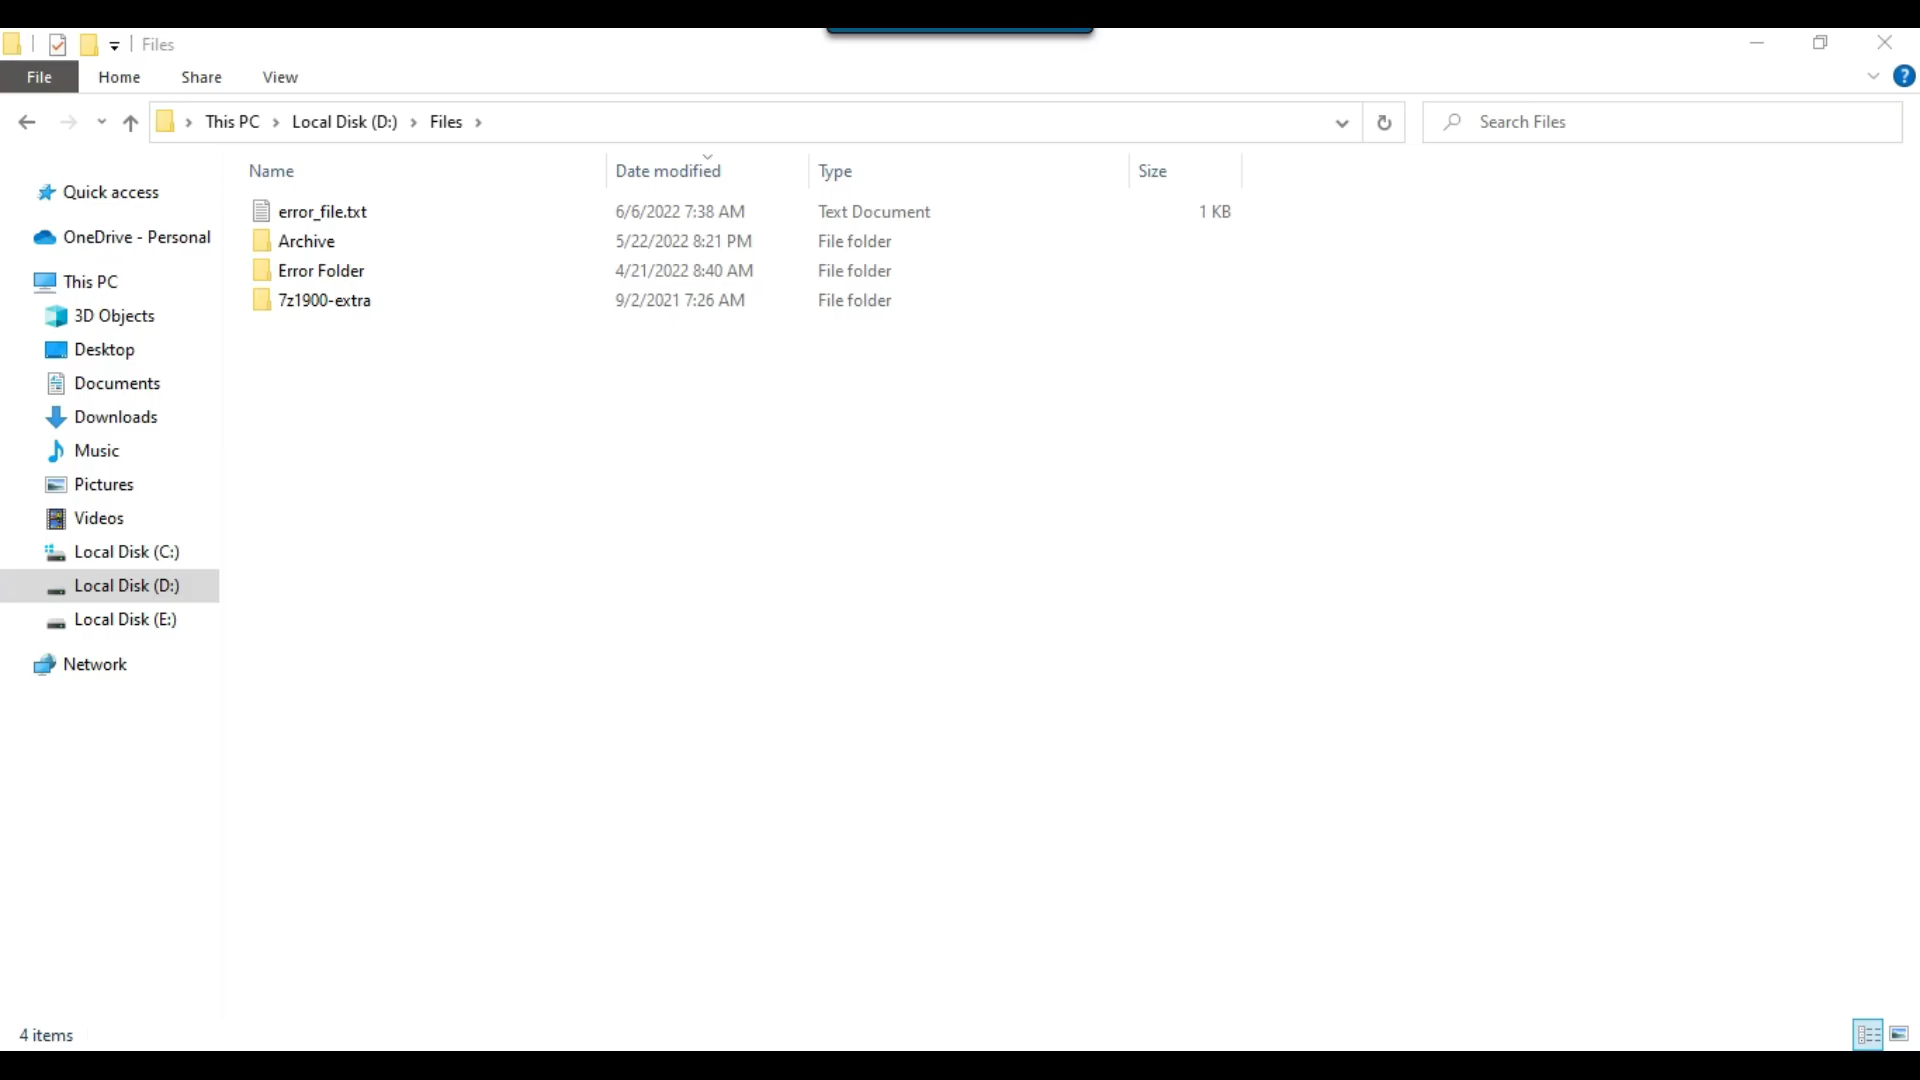 Files
File Home Share View
This PC Local Disk (D:) Files Search Files
Name Date modified Type Size
error_file.txt 6/6/2022 7:38 AM Text Document 1 KB
Archive 5/22/2022 8:21 PM File folder
Error Folder 4/21/2022 8:40 AM File folder
7z1900-extra 9/2/2021 7:26 AM File folder
Quick access
OneDrive - Personal
This PC
3D Objects
Desktop
Documents
Downloads
Music
Pictures
Videos
Local Disk (C:)
Local Disk (D:)
Local Disk (E:)
Network
4 items